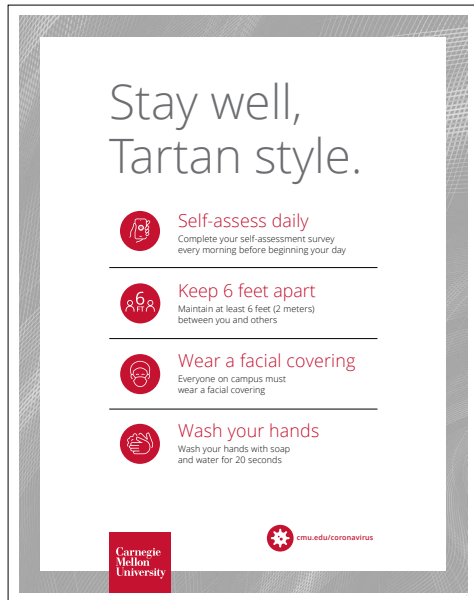 Stay well,
Tartan style.
Self-assess daily
Complete your self-assessment survey
every morning before beginning your day
6
FT
Keep 6 feet apart
Maintain at least 6 feet (2 meters)
between you and others
Wear a facial covering
Everyone on campus must
wear a facial covering
Wash your hands
Wash your hands with soap
and water for 20 seconds
Carnegie
Mellon
University
cmu.edu/coronavirus